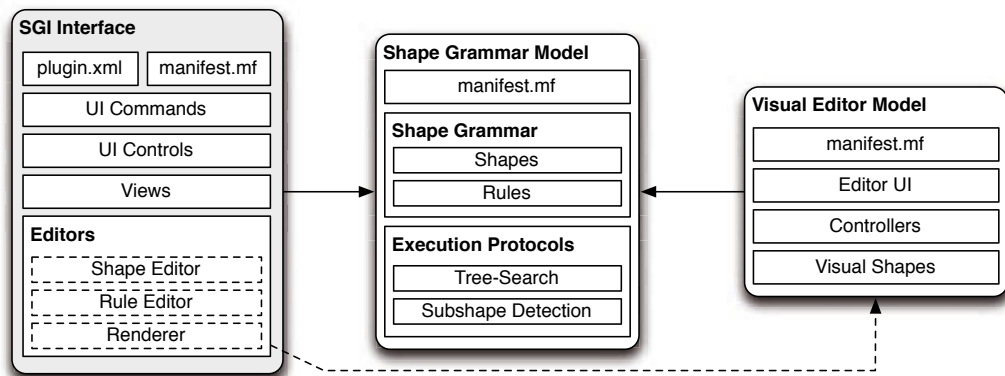 SGI Interface
plugin.xml
manifest.mf
UI Commands
UI Controls
Views
Editors
Shape Editor
Rule Editor
Renderer
Shape Grammar Model
manifest.mf
Shape Grammar
Shapes
Rules
Execution Protocols
Tree-Search
Subshape Detection
Visual Editor Model
manifest.mf
Editor UI
Controllers
Visual Shapes